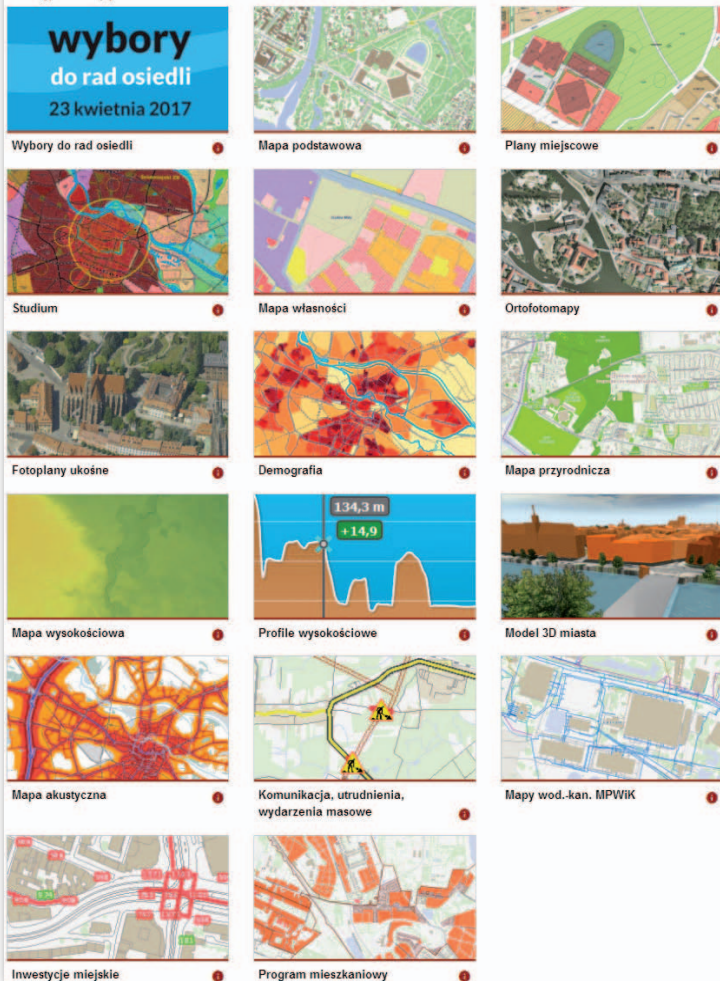 wybory
do rad osiedli
23 kwietnia 2017
Wybory do rad osiedli
Mapa podstawowa
Plany miejscowe
Studium
Mapa własności
Ortofotomapy
Fotoplany ukośne
Demografia
Mapa przyrodnicza
134,3 m
+14,9
Mapa wysokościowa
Profile wysokościowe
Model 3D miasta
Mapa akustyczna
Komunikacja, utrudnienia,
wydarzenia masowe
Mapy wod.-kan. MPWiK
Inwestycje miejskie
Program mieszkaniowy